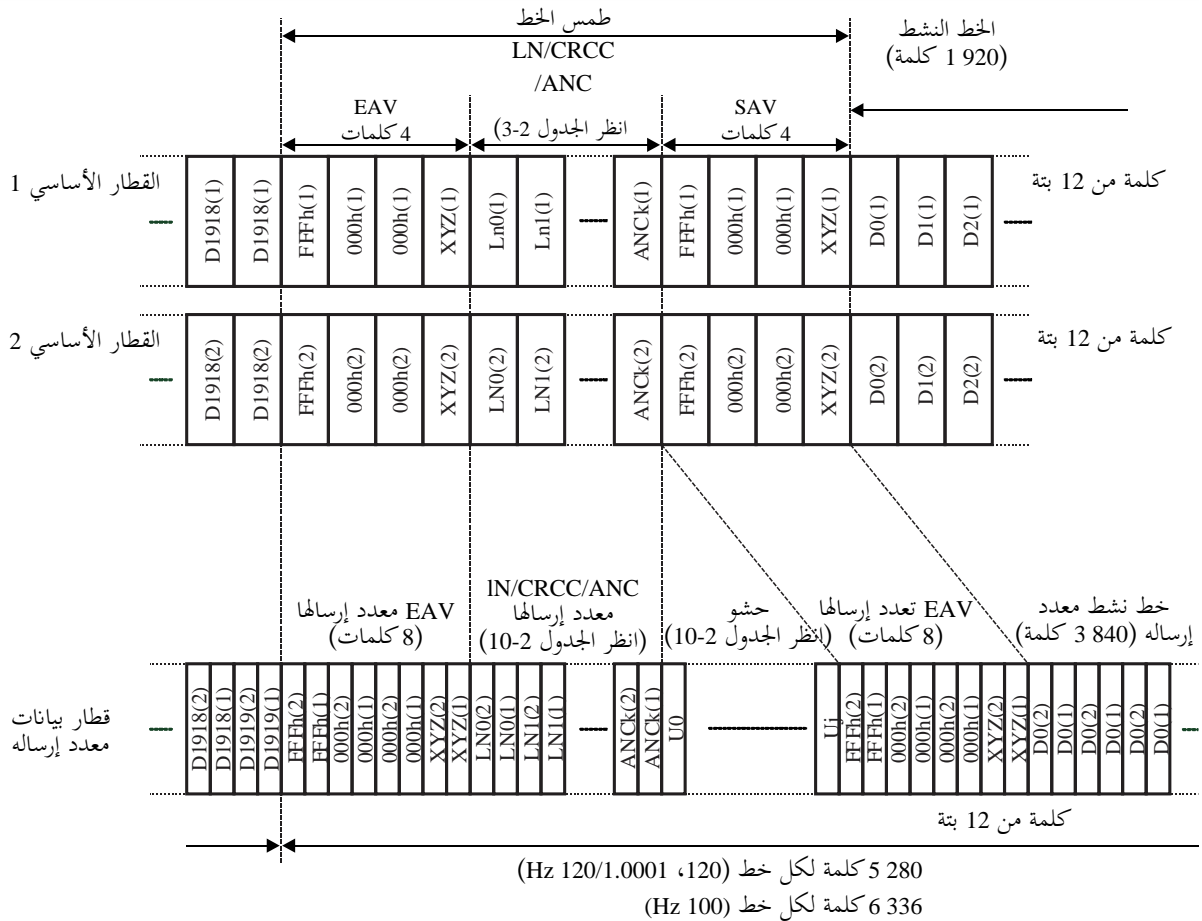 طمس الخط
LN/CRCC
/ANC
الخط النشط
(1 920 كلمة)
EAV
4 كلمات
انظر الجدول 2-3)
SAV
4 كلمات
القطار الأساسي 1
D1918(1) D1918(1) FFFh(1) 000h(1) 000h(1) XYZ(1) Ln0(1) Ln1(1) ANCk(1) FFFh(1) 000h(1) 000h(1) XYZ(1) D0(1) D1(1) D2(1)
كلمة من 12 بتة
القطار الأساسي 2
D1918(2) D1918(2) FFFh(2) 000h(2) 000h(2) XYZ(2) LN0(2) LN1(2) ANCk(2) FFFh(2) 000h(2) 000h(2) XYZ(2) D0(2) D1(2) D2(2)
كلمة من 12 بتة
EAV معدد إرسالها
(8 كلمات)
lN/CRCC/ANC
معدد إرسالها
(انظر الجدول 2-10)
حشو
(انظر الجدول 2-10)
EAV تعدد إرسالها
(8 كلمات)
خط نشط معدد
إرساله (3 840 كلمة)
قطار بيانات
معدد إرساله
D1918(2) D1918(1) D1919(2) D1919(1) FFFh(2) FFFh(1) 000h(2) 000h(1) 000h(2) 000h(1) XYZ(2) XYZ(1) LN0(2) LN0(1) LN1(2) LN1(1) ANCk(2) ANCk(1) U0 Uj FFFh(2) FFFh(1) 000h(2) 000h(1) 000h(2) 000h(1) XYZ(2) XYZ(1) D0(2) D0(1) D0(2) D0(1) D0(2) D0(1)
كلمة من 12 بتة
5 280 كلمة لكل خط (120، 120/1.0001 Hz)
6 336 كلمة لكل خط (100 Hz)